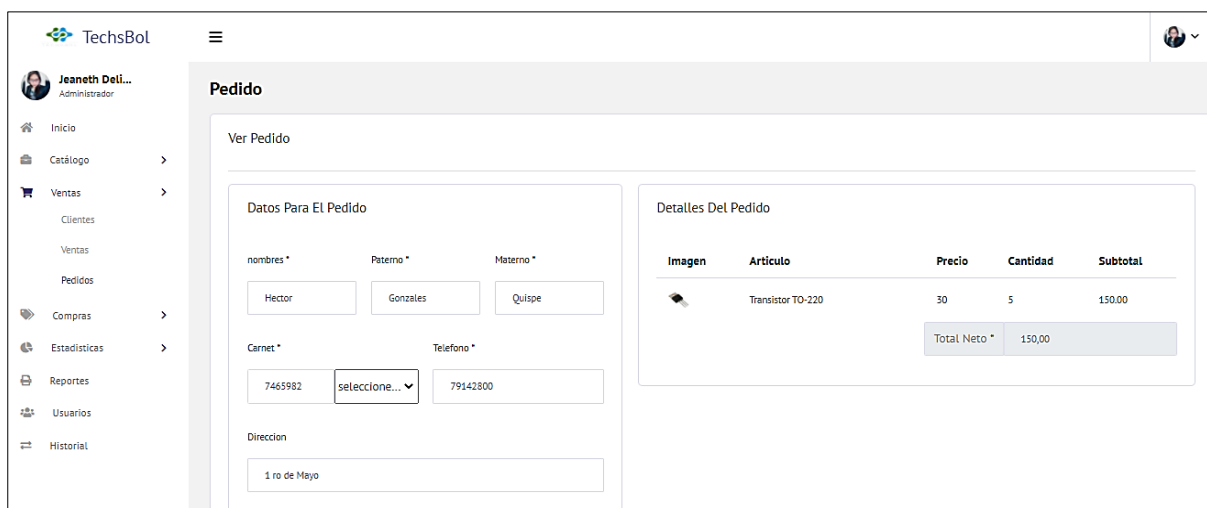 TechsBol
Jeaneth Deli...
Administrador
Inicio
Catálogo
Ventas
Clientes
Ventas
Pedidos
Compras
Estadisticas
Reportes
Usuarios
Historial
Pedido
Ver Pedido
Datos Para El Pedido
nombres * Paterno * Materno *
Hector Gonzales Quispe
Carnet * Telefono *
7465982 seleccione... 79142800
Direccion
1 ro de Mayo
Detalles Del Pedido
Imagen Articulo Precio Cantidad Subtotal
Transistor TO-220 30 5 150.00
Total Neto * 150,00